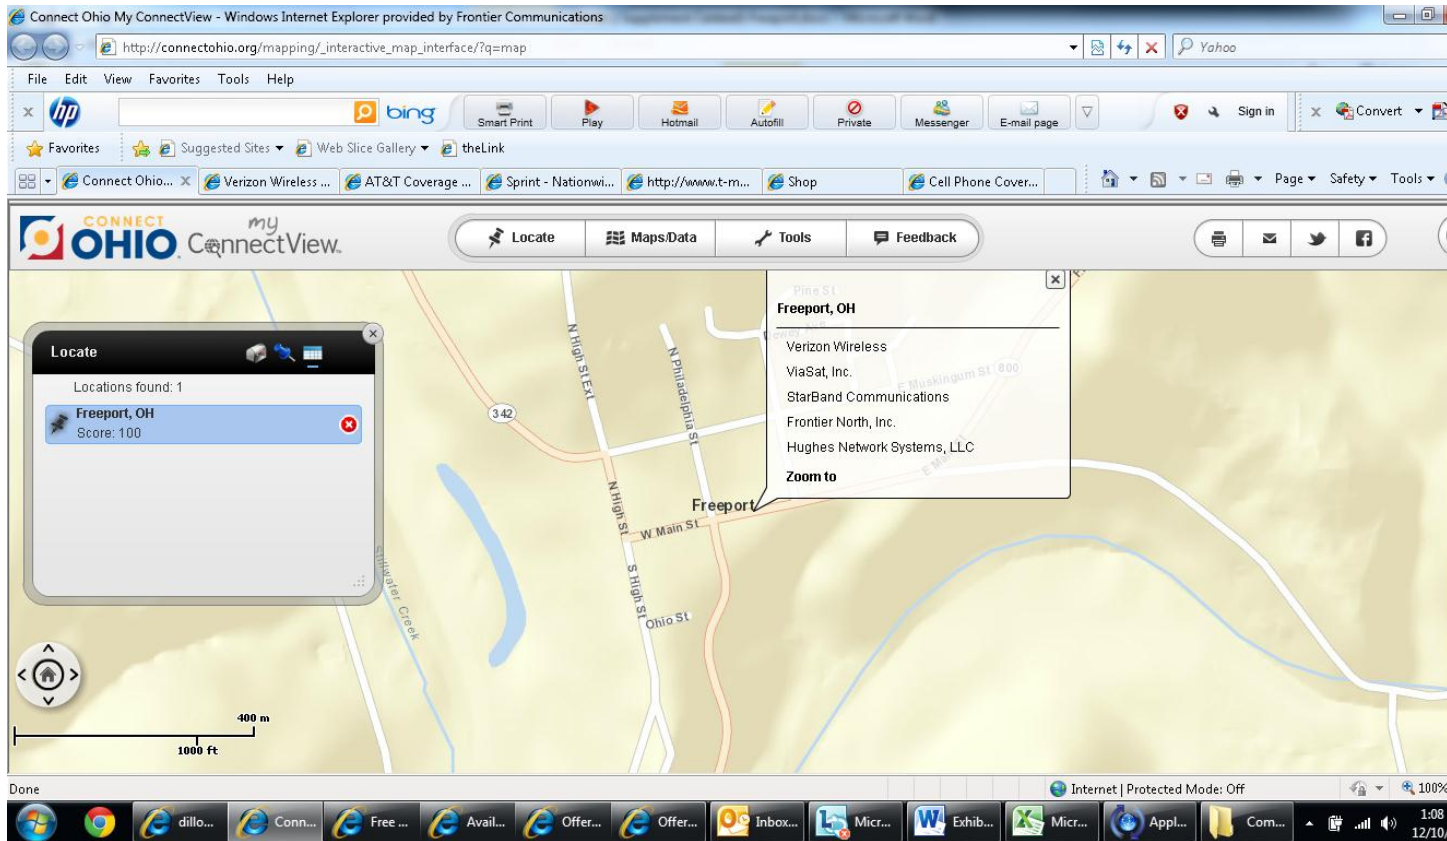 Connect Ohio My ConnectView - Windows Internet Explorer provided by Frontier Communications
http://connectohio.org/mapping/_interactive_map_interface/?q=map
Yahoo
File Edit View Favorites Tools Help
x hp bing Smart Print Play Hotmail Autofill Private Messenger E-mail page Sign in x Convert
Favorites Suggested Sites Web Slice Gallery theLink
Connect Ohio... X Verizon Wireless ... AT&T Coverage ... Sprint - Nationwi... http://www.t-m... Shop Cell Phone Cover... Page Safety Tools
CONNECT
OHIO
my
ConnectView
Locate Maps/Data Tools Feedback
Locate
Locations found: 1
Freeport, OH
Score: 100
Freeport, OH
Verizon Wireless
ViaSat, Inc.
StarBand Communications
Frontier North, Inc.
Hughes Network Systems, LLC
Zoom to
Pine St
E Muskingum St
800
N High St Ext
N Philadelphia St
342
E Main St
N High St
Freeport
W Main St
S High St
Ohio St
Stillwater Creek
400 m
1000 ft
Done
Internet | Protected Mode: Off
100%
dillo... Conn... Free ... Avail... Offer... Offer... Inbox... Micr... Exhib... Micr... Appl... Com...
1:08
12/10/